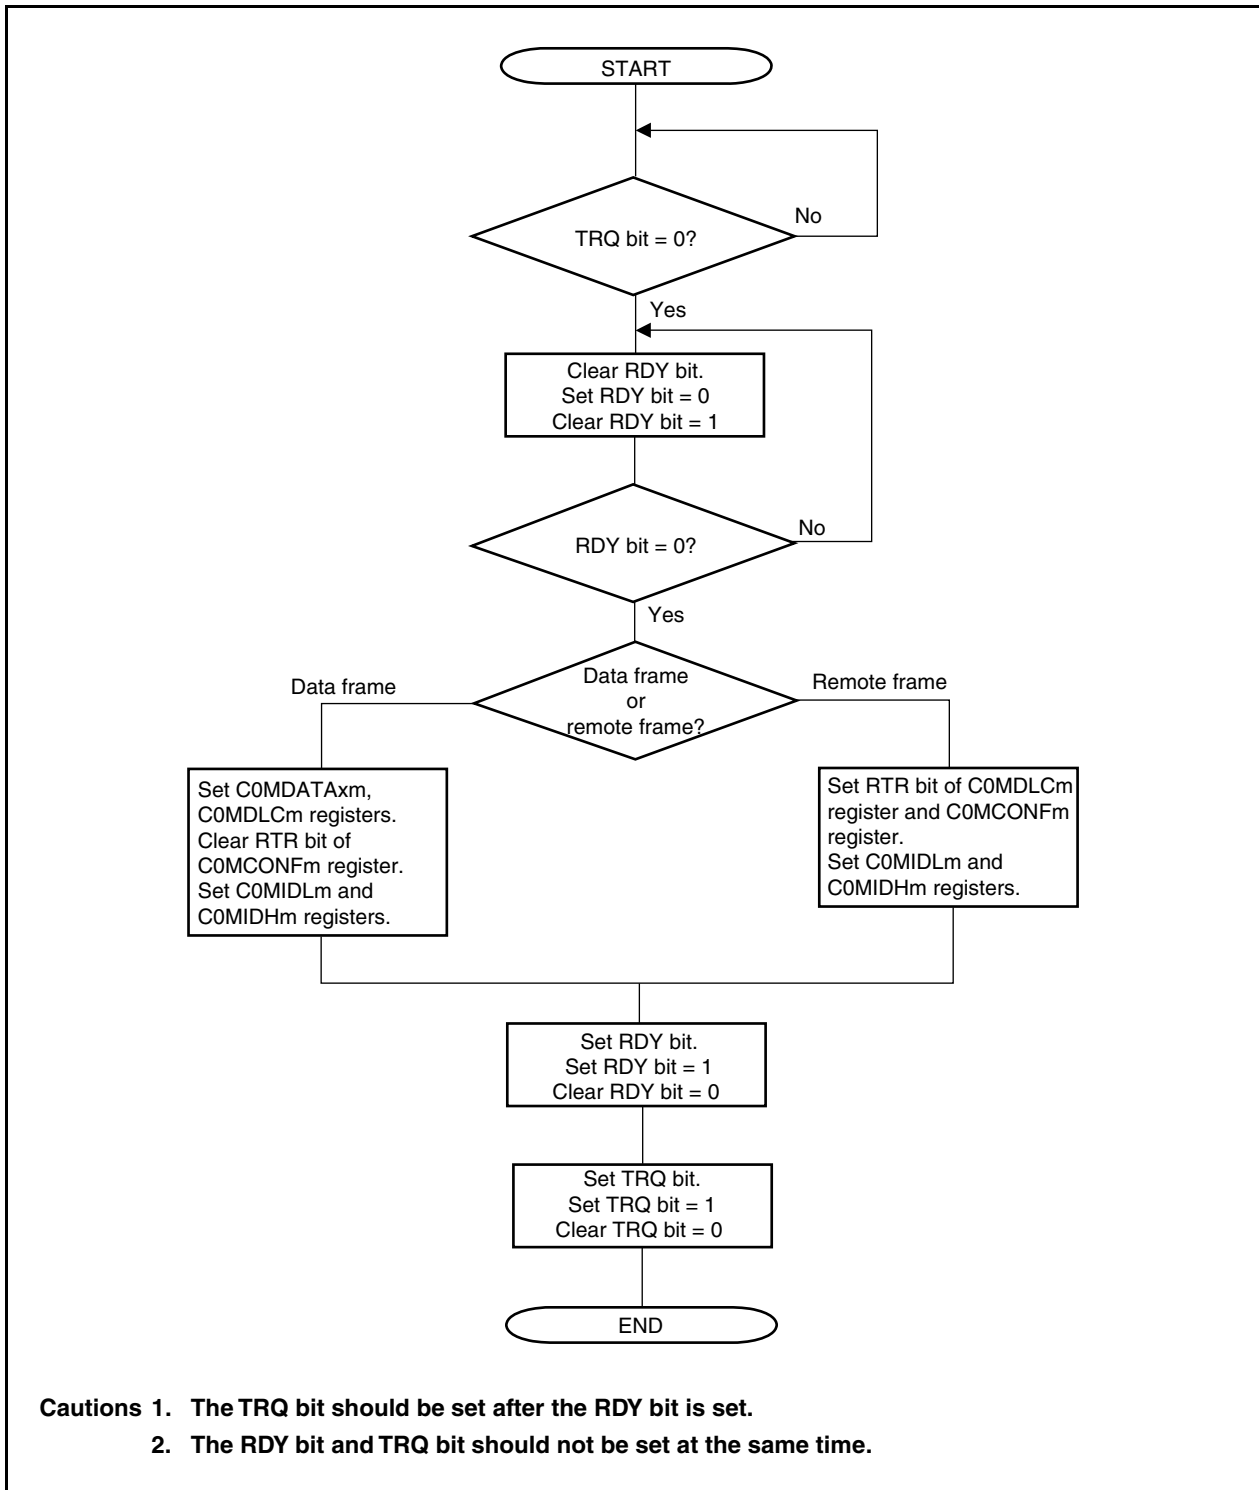 START
No
TRQ bit = 0?
Yes
Clear RDY bit.
Set RDY bit = 0
Clear RDY bit = 1
No
RDY bit = 0?
Yes
Data frame
Data frame
or
remote frame?
Remote frame
Set C0MDATAxm,
C0MDLCm registers.
Clear RTR bit of
C0MCONFm register.
Set C0MIDLm and
C0MIDHm registers.
Set RTR bit of C0MDLCm
register and C0MCONFm
register.
Set C0MIDLm and
C0MIDHm registers.
Set RDY bit.
Set RDY bit = 1
Clear RDY bit = 0
Set TRQ bit.
Set TRQ bit = 1
Clear TRQ bit = 0
END
Cautions 1. The TRQ bit should be set after the RDY bit is set.
2. The RDY bit and TRQ bit should not be set at the same time.